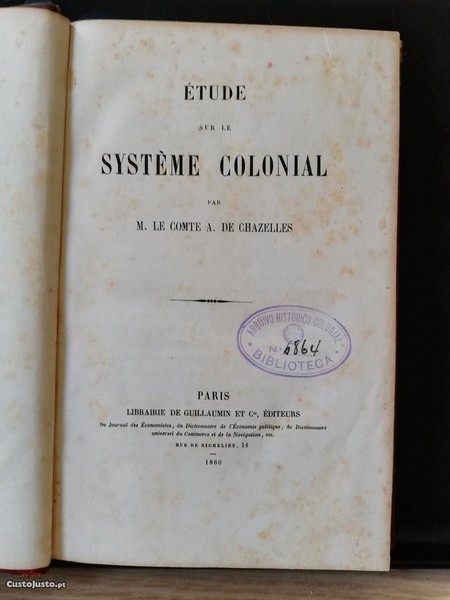 ÉTUDE
SUR LE
SYSTÈME COLONIAL
PAR
M. LE COMTE A. DE CHAZELLES
ARQUIVO HISTÓRICO COLONIAL
N.º 6864
BIBLIOTECA
PARIS
LIBRAIRIE DE GUILLAUMIN ET Cie, ÉDITEURS
Du Journal des Économistes, du Dictionnaire de l'Économie politique, du Dictionnaire
universel du Commerce et de la Navigation, etc.
RUE DE RICHELIEU, 14
1860
CustoJusto.pt